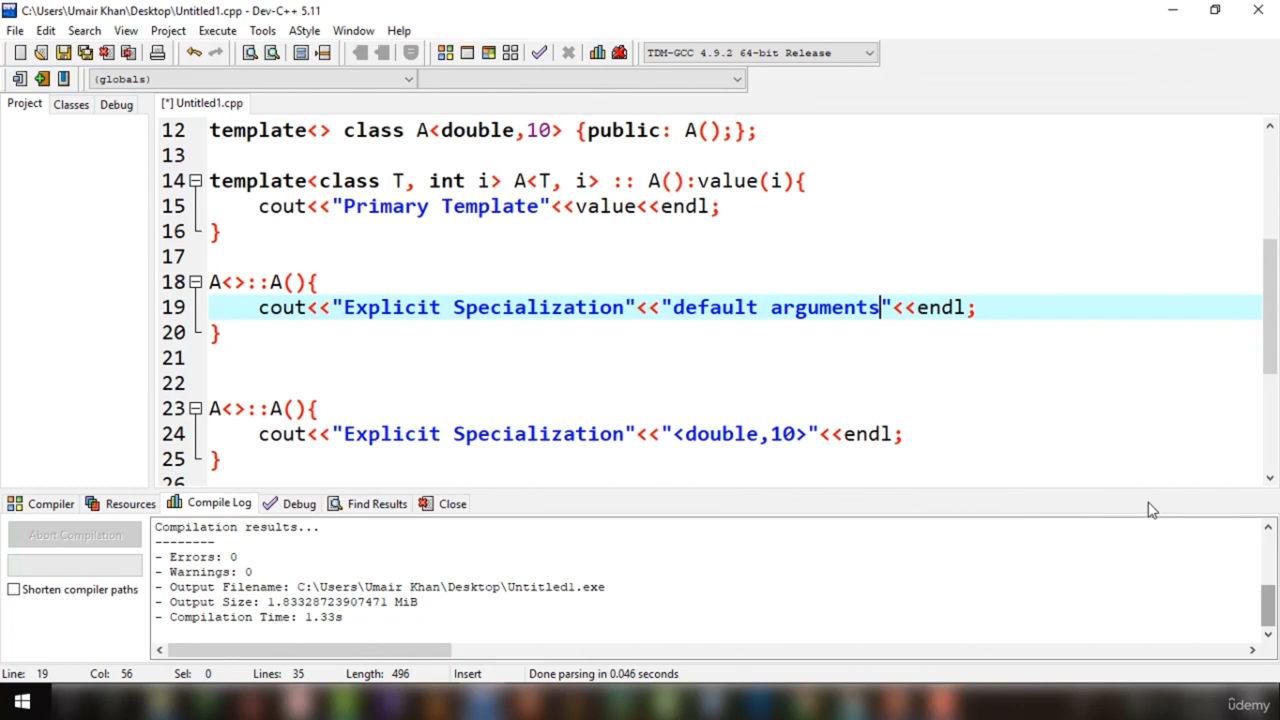 C:\Users\Umair Khan\Desktop\Untitled1.cpp - Dev-C++ 5.11
File Edit Search View Project Execute Tools AStyle Window Help
TDM-GCC 4.9.2 64-bit Release
(globals)
Project Classes Debug [*] Untitled1.cpp
12 template<> class A<double,10> {public: A();};
13
14 template<class T, int i> A<T, i> :: A():value(i){
15 cout<<"Primary Template"<<value<<endl;
16 }
17
18 A<>::A(){
19 cout<<"Explicit Specialization"<<"default arguments"<<endl;
20 }
21
22
23 A<>::A(){
24 cout<<"Explicit Specialization"<<"<double,10>"<<endl;
25 }
26
Compiler Resources Compile Log Debug Find Results Close
Abort Compilation
Shorten compiler paths
Compilation results...
--------
- Errors: 0
- Warnings: 0
- Output Filename: C:\Users\Umair Khan\Desktop\Untitled1.exe
- Output Size: 1.83328723907471 MiB
- Compilation Time: 1.33s
Line: 19 Col: 56 Sel: 0 Lines: 35 Length: 496 Insert Done parsing in 0.046 seconds
ûdemy